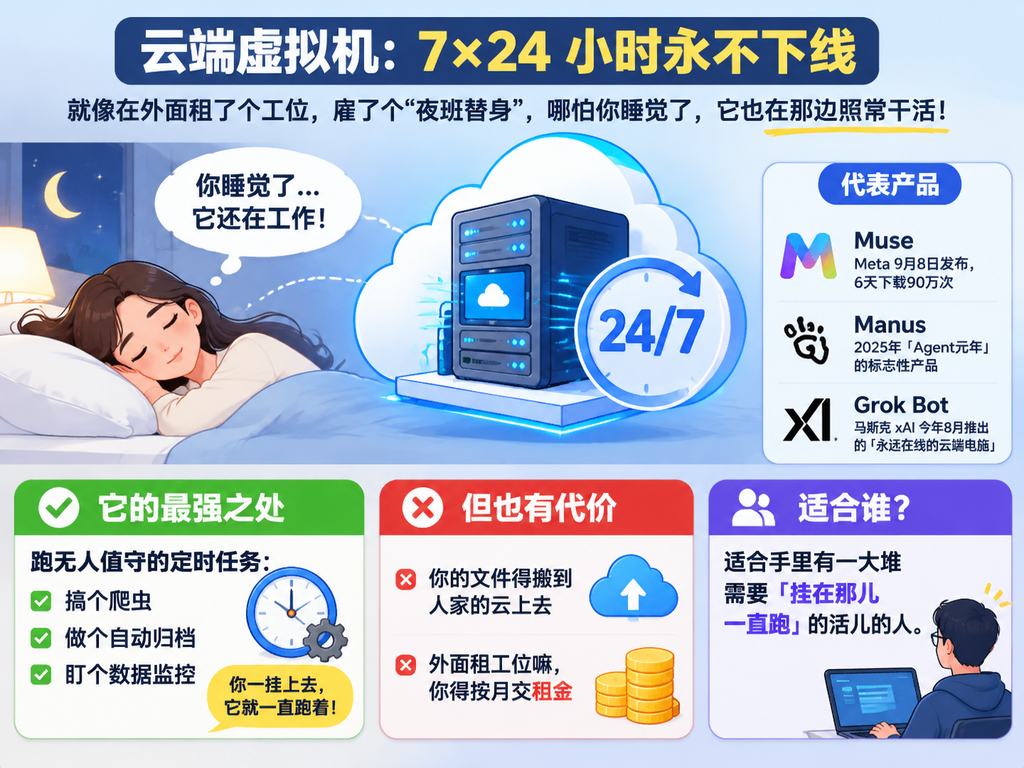 云端虚拟机：7×24 小时永不下线
就像在外面租了个工位，雇了个“夜班替身”，哪怕你睡觉了，它也在那边照常干活！
你睡觉了...
它还在工作！
24/7
代表产品
Muse
Meta 9月8日发布，
6天下载90万次
Manus
2025年「Agent元年」
的标志性产品
xAI
Grok Bot
马斯克 xAI 今年8月推出
的「永还在线的云端电施」
它的最强之处
跑无人值守的定时任务：
搞个爬虫
做个自动归档
盯个数据监控
你一挂上去，
它就一直跑着！
但也有代价
你的文件得搬到
人家的云上去
外面租工位嘛，
你得按月交租金
适合谁？
适合手里有一大堆
需要「挂在那儿
一直跑」的活儿的人。